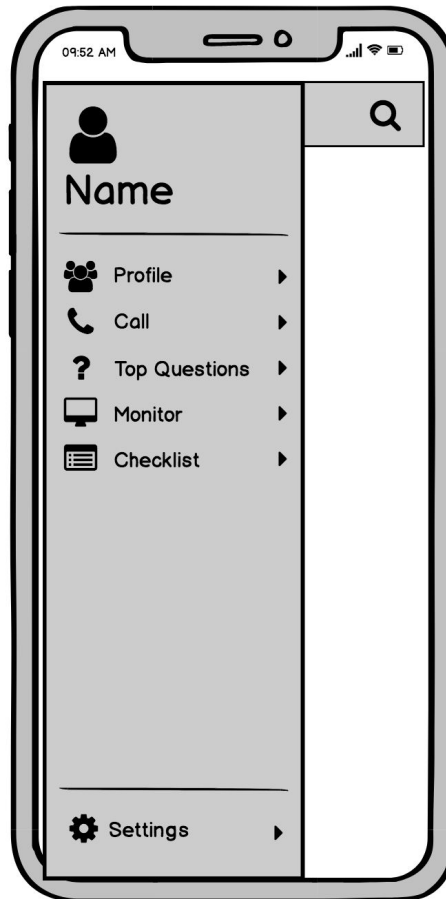 09:52 AM
Name
Profile
Call
? Top Questions
Monitor
Checklist
Settings